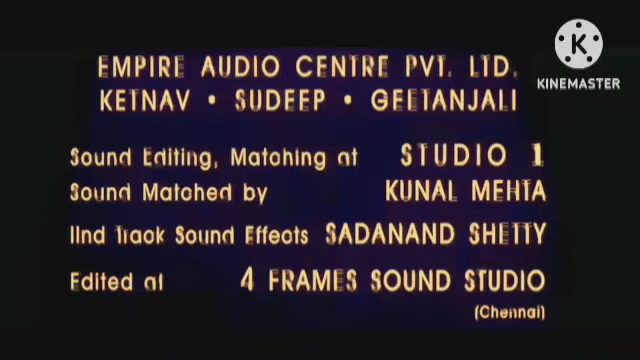 EMPIRE AUDIO CENTRE PVT. LTD.
KETNAV • SUDEEP • GEETANJALI
Sound Editing, Matching at STUDIO 1
Sound Matched by KUNAL MEHTA
IInd Track Sound Effects SADANAND SHETTY
Edited at 4 FRAMES SOUND STUDIO
(Chennai)
K
KINEMASTER